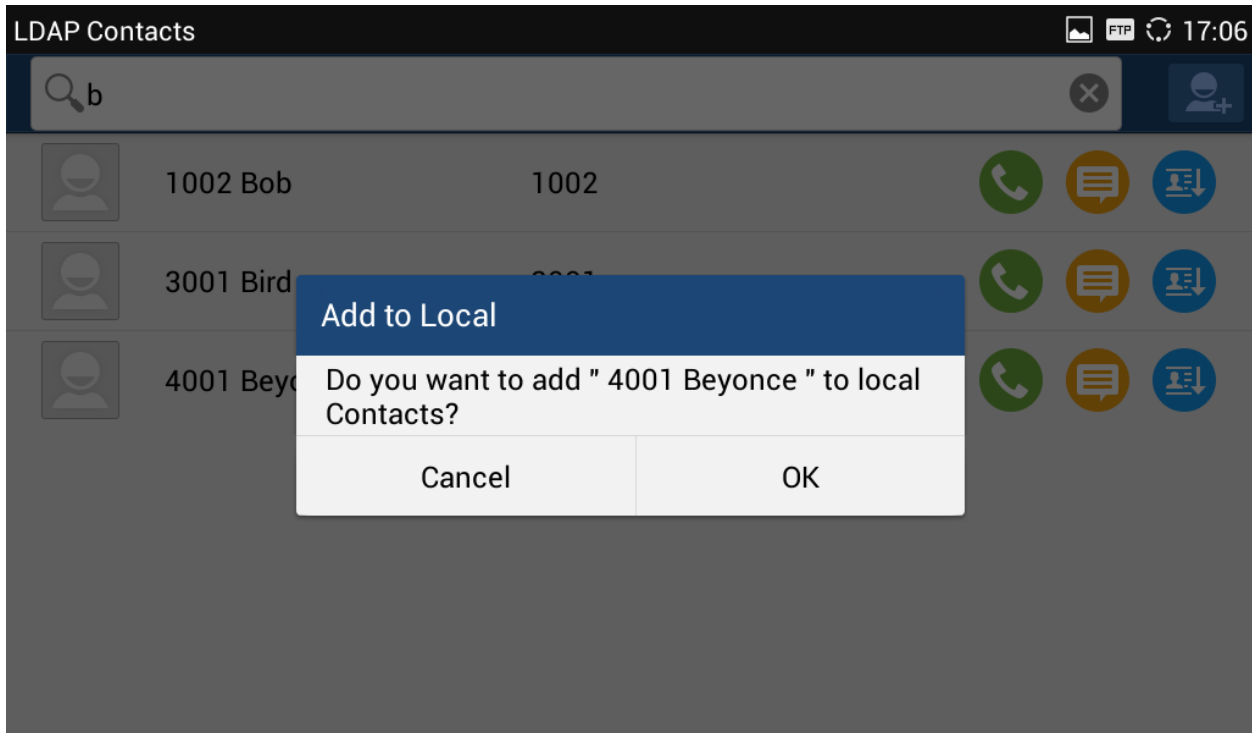 LDAP Contacts FTP 17:06
b
1002 Bob 1002
3001 Bird
Add to Local
4001
Do you want to add " 4001 Beyonce " to local
Contacts?
Cancel OK